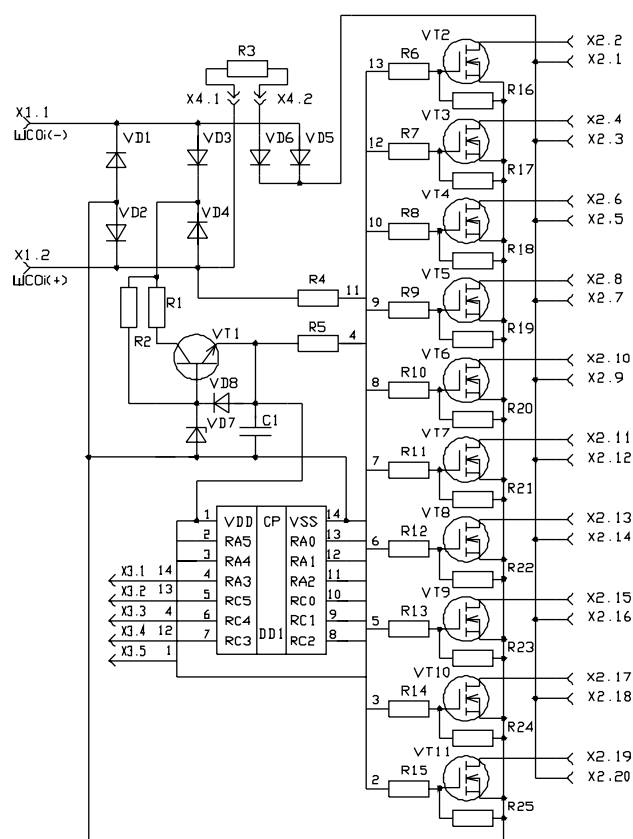 VT2
X2.2
R3
13
R6
X2.1
X4.1
X4.2
R16
X1.1
VT3
X2.4
VD1
VD3
VD6
VD5
12
R7
X2.3
R17
VT4
X2.6
VD2
VD4
10
R8
X2.5
X1.2
R18
VT5
X2.8
R4
11
9
R9
X2.7
R1
R19
R2
VT1
R5
4
VT6
X2.10
8
R10
X2.9
VD8
R20
VD7
C1
VT7
X2.11
7
R11
X2.12
R21
VT8
X2.13
1 VDD CP VSS 14
2 RA5 RA0 13
6 R12 X2.14
3 RA4 RA1 12
X3.1 14 4 RA3 RA2 11
R22
X3.2 13 5 RC5 RC0 10
VT9 X2.15
X3.3 4 6 RC4 RC1 9
5 R13 X2.16
X3.4 12 7 RC3 DD1 RC2 8
X3.5 1
R23
VT10 X2.17
3 R14 X2.18
R24
VT11 X2.19
2 R15 X2.20
R25